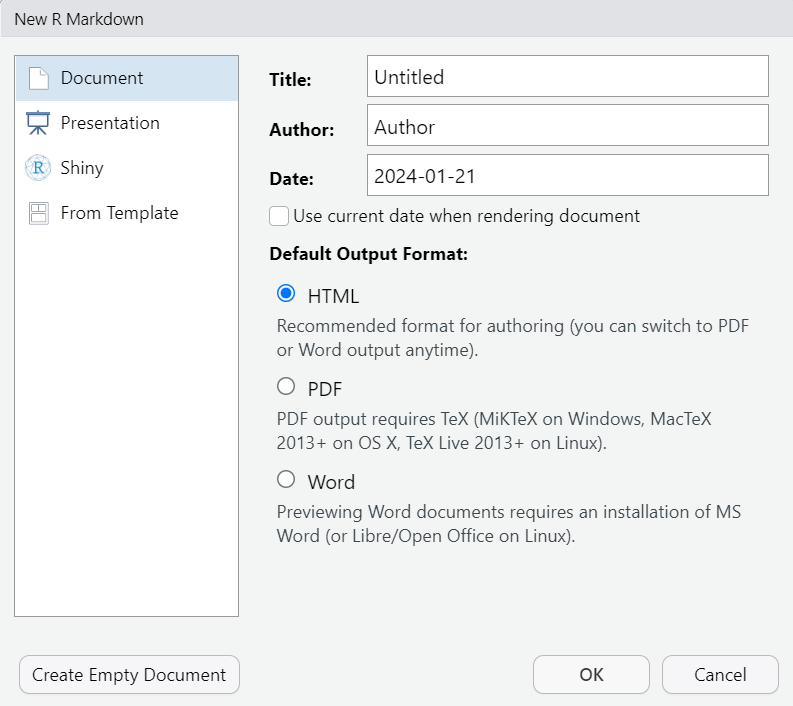 New R Markdown
Document
Presentation
R
Shiny
From Template
Title:
Untitled
Author:
Author
Date:
2024-01-21
Use current date when rendering document
Default Output Format:
HTML
Recommended format for authoring (you can switch to PDF
or Word output anytime).
PDF
PDF output requires TeX (MiKTeX on Windows, MacTeX
2013+ on OS X, TeX Live 2013+ on Linux).
Word
Previewing Word documents requires an installation of MS
Word (or Libre/Open Office on Linux).
Create Empty Document
OK
Cancel